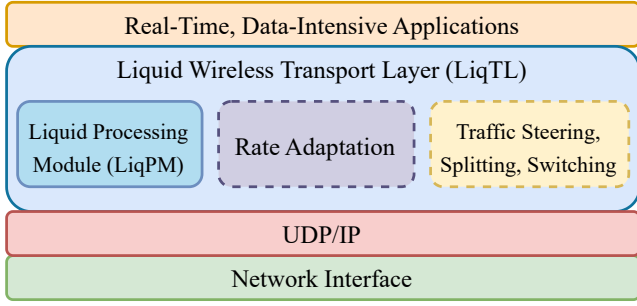 Real-Time, Data-Intensive Applications
Liquid Wireless Transport Layer (LiqTL)
Liquid Processing
Module (LiqPM)
Rate Adaptation
Traffic Steering,
Splitting, Switching
UDP/IP
Network Interface